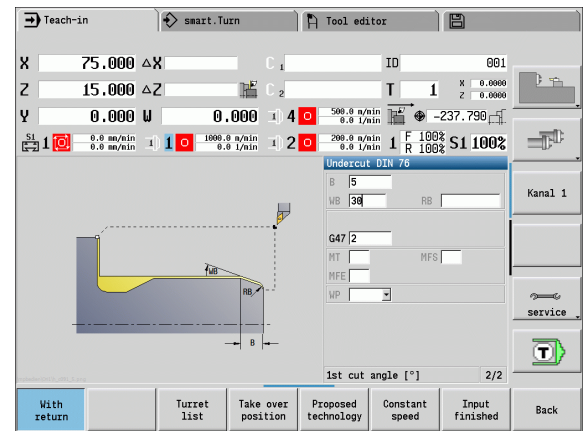 Teach-in smart.Turn Tool editor
X 75.000 ΔX C 1 ID 001
Z 15.000 ΔZ C 2 T 1 X 0.0000
Z 0.0000
Y 0.000 W 0.000 4 500.0 m/min
0.0 1/min -237.790
S1 1 0.0 mm/min
0.0 mm/min 1 1000.0 m/min
0.0 1/min 2 200.0 m/min
0.0 1/min 1 F 100%
R 100% S1 100%
Undercut DIN 76
B 5
WB 30 RB
G47 2
MT MFS
MFE
WP
WB
RB
B
1st cut angle [°] 2/2
Kanal 1
service
T
With
return
Turret
list
Take over
position
Proposed
technology
Constant
speed
Input
finished
Back